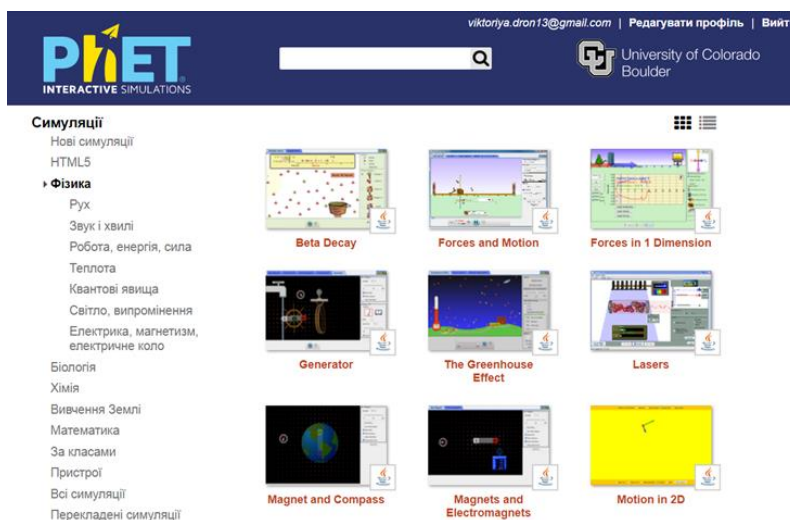 viktoriya.dron13@gmail.com | Редагувати профіль | Вийт
PhET
INTERACTIVE SIMULATIONS
University of Colorado
Boulder
Симуляції
Нові симуляції
HTML5
Фізика
Рух
Звук і хвилі
Робота, енергія, сила
Теплота
Квантові явища
Світло, випромінення
Електрика, магнетизм,
електричне коло
Біологія
Хімія
Вивчення Землі
Математика
За класами
Пристрої
Всі симуляції
Перекладені симуляції
Beta Decay
Forces and Motion
Forces in 1 Dimension
Generator
The Greenhouse
Effect
Lasers
Magnet and Compass
Magnets and
Electromagnets
Motion in 2D